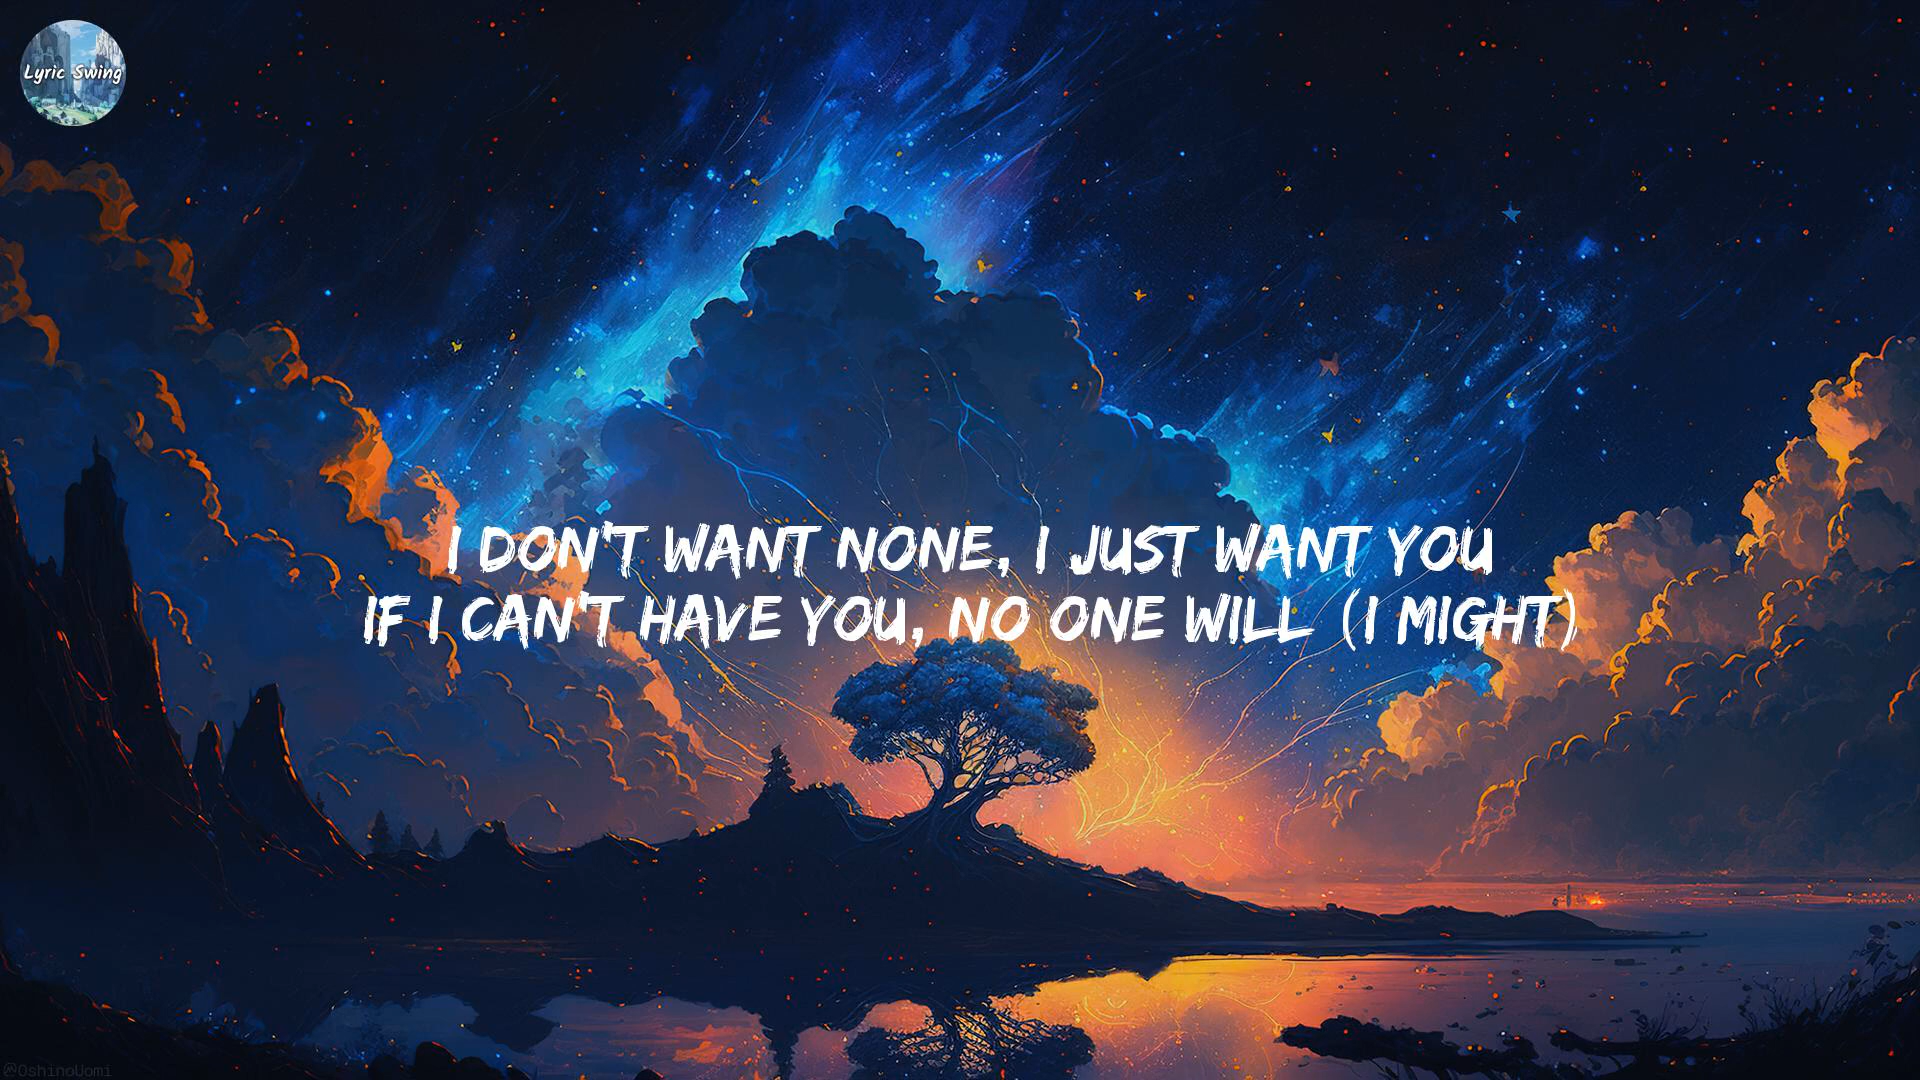 Lyric Swing
I DON'T WANT NONE, I JUST WANT YOU
IF I CAN'T HAVE YOU, NO ONE WILL (I MIGHT)
@OshinoUomi